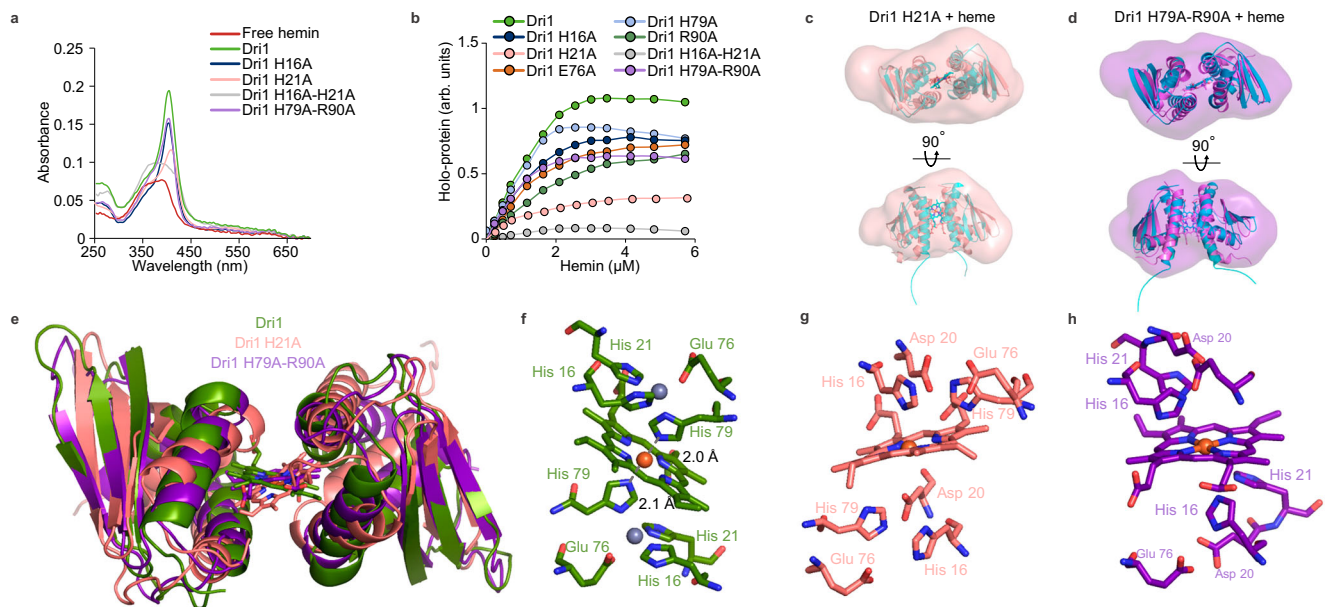 a
Free hemin
Dri1
Dri1 H16A
Dri1 H21A
Dri1 H16A-H21A
Dri1 H79A-R90A
Absorbance
0.25
0.2
0.15
0.1
0.05
0
250
350
450
550
650
Wavelength (nm)
b
Dri1
Dri1 H16A
Dri1 H21A
Dri1 E76A
Dri1 H79A
Dri1 R90A
Dri1 H16A-H21A
Dri1 H79A-R90A
Holo-protein (arb. units)
1.5
1
0.5
0
0
2
4
6
Hemin (µM)
c
Dri1 H21A + heme
90°
d
Dri1 H79A-R90A + heme
90°
e
Dri1
Dri1 H21A
Dri1 H79A-R90A
f
His 21
Glu 76
His 16
His 79
2.0 Å
His 79
2.1 Å
Glu 76
His 21
His 16
g
Asp 20
Glu 76
His 16
His 79
Asp 20
His 79
Glu 76
His 16
h
Asp 20
His 21
His 16
His 21
His 16
Glu 76
Asp 20